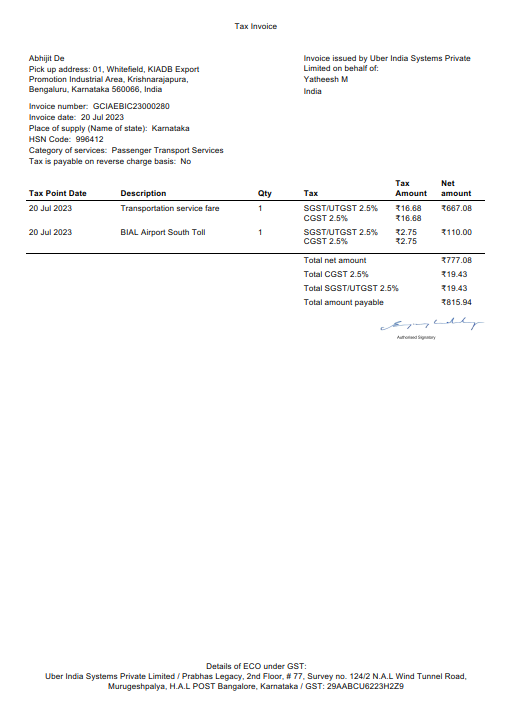 Tax Invoice
Abhijit De
Pick up address: 01, Whitefield, KIADB Export
Promotion Industrial Area, Krishnarajapura,
Bengaluru, Karnataka 560066, India
Invoice issued by Uber India Systems Private
Limited on behalf of:
Yatheesh M
India
Invoice number: GCIAEBIC23000280
Invoice date: 20 Jul 2023
Place of supply (Name of state): Karnataka
HSN Code: 996412
Category of services: Passenger Transport Services
Tax is payable on reverse charge basis: No
Tax Point Date Description Qty Tax Tax Amount Net amount
20 Jul 2023 Transportation service fare 1 SGST/UTGST 2.5% ₹16.68 ₹667.08
CGST 2.5% ₹16.68
20 Jul 2023 BIAL Airport South Toll 1 SGST/UTGST 2.5% ₹2.75 ₹110.00
CGST 2.5% ₹2.75
Total net amount ₹777.08
Total CGST 2.5% ₹19.43
Total SGST/UTGST 2.5% ₹19.43
Total amount payable ₹815.94
Authorised Signatory
Details of ECO under GST:
Uber India Systems Private Limited / Prabhas Legacy, 2nd Floor, # 77, Survey no. 124/2 N.A.L Wind Tunnel Road,
Murugeshpalya, H.A.L POST Bangalore, Karnataka / GST: 29AABCU6223H2Z9